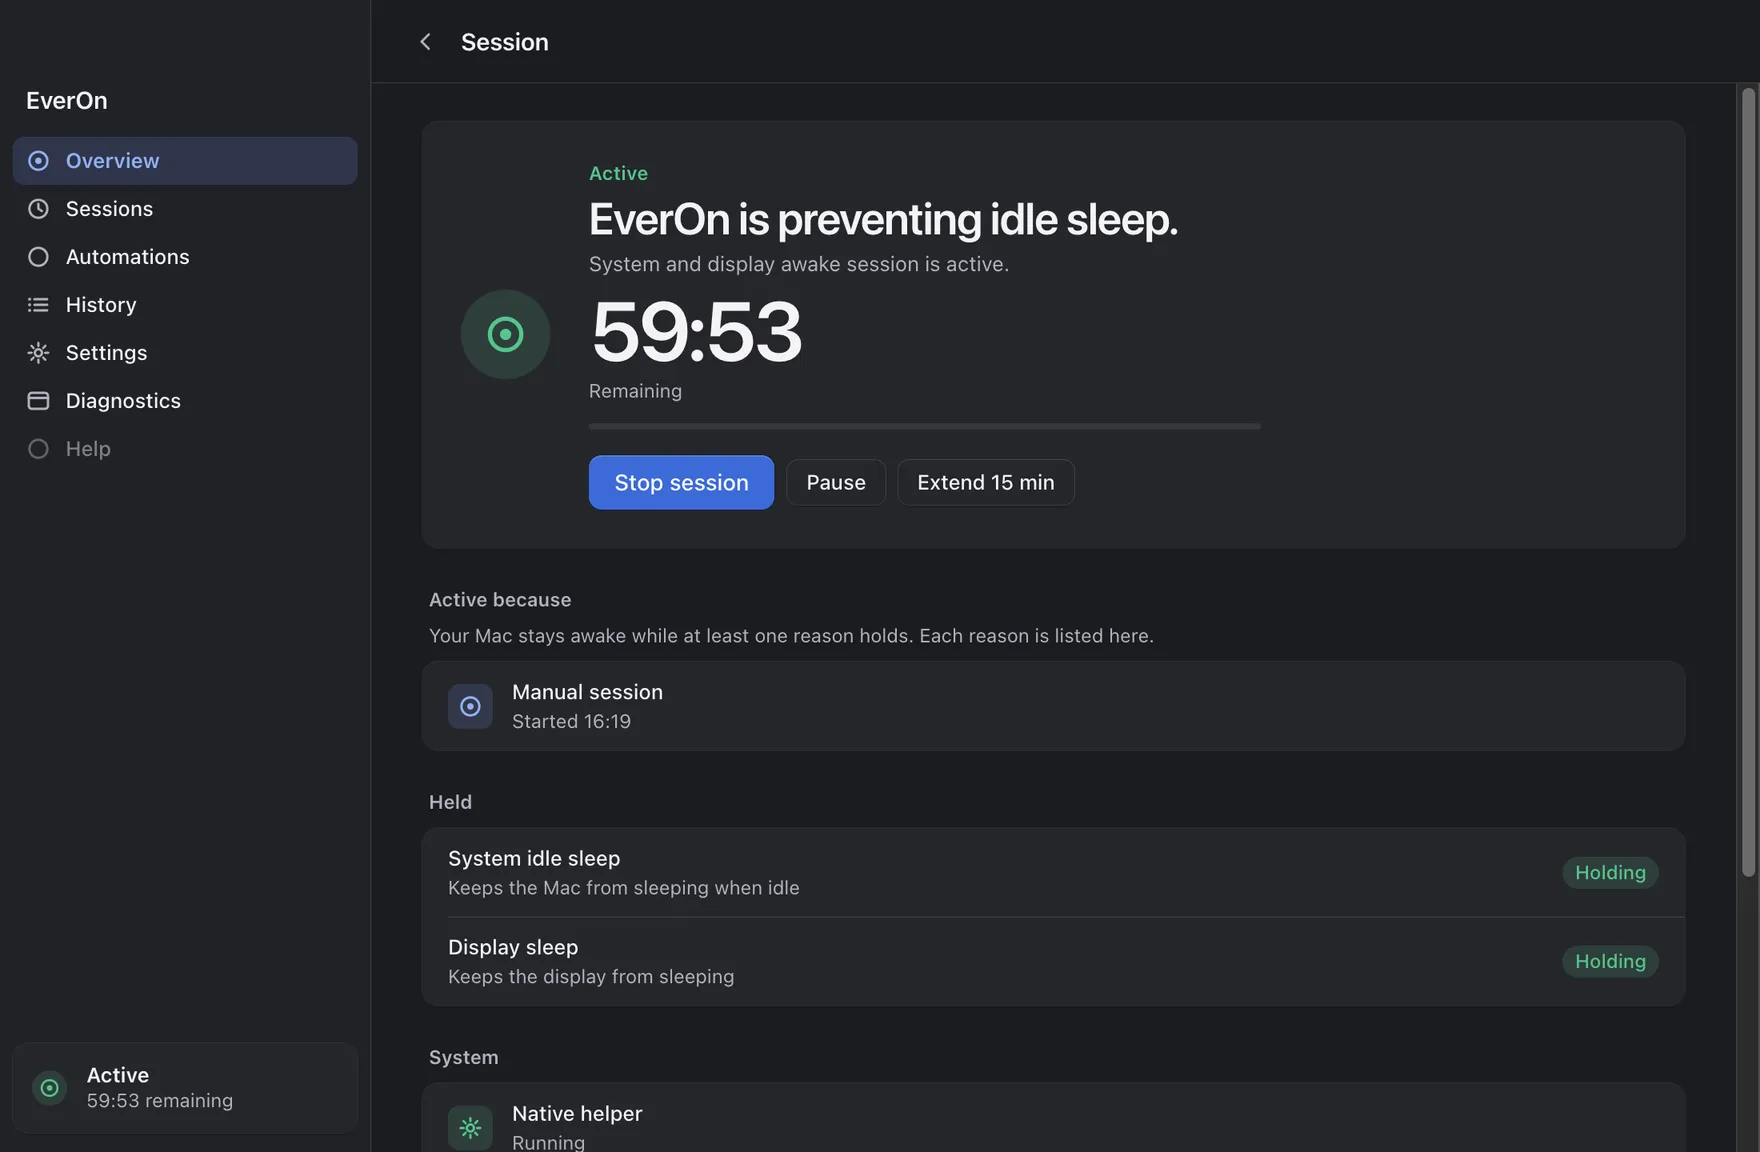 EverOn
Overview
Sessions
Automations
History
Settings
Diagnostics
Help
Active
59:53 remaining
Session
Active
EverOn is preventing idle sleep.
System and display awake session is active.
59:53
Remaining
Stop session
Pause
Extend 15 min
Active because
Your Mac stays awake while at least one reason holds. Each reason is listed here.
Manual session
Started 16:19
Held
System idle sleep
Keeps the Mac from sleeping when idle
Holding
Display sleep
Keeps the display from sleeping
Holding
System
Native helper
Running